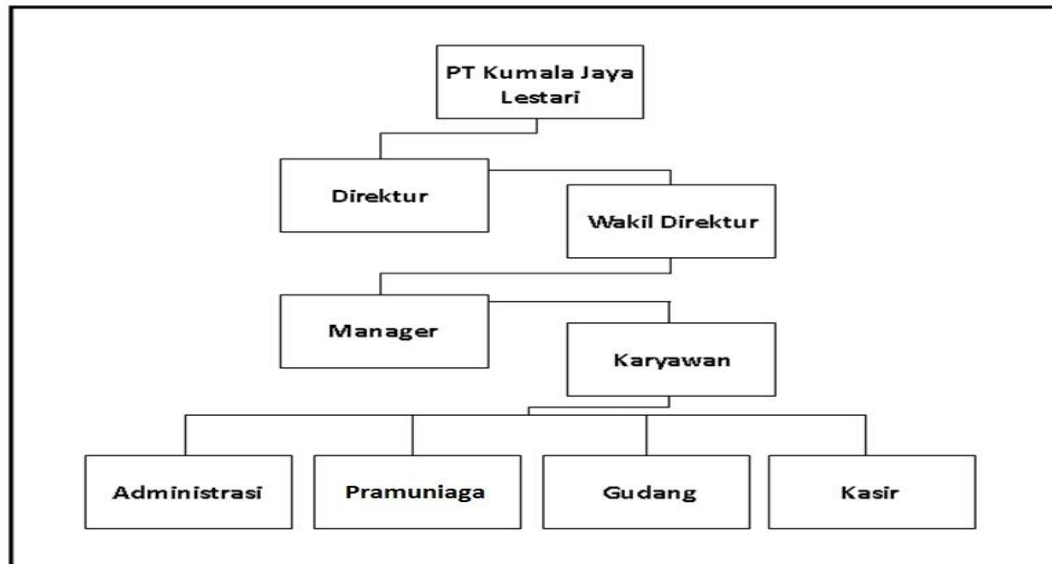 PT Kumala Jaya
Lestari
Direktur
Wakil Direktur
Manager
Karyawan
Administrasi
Pramuniaga
Gudang
Kasir